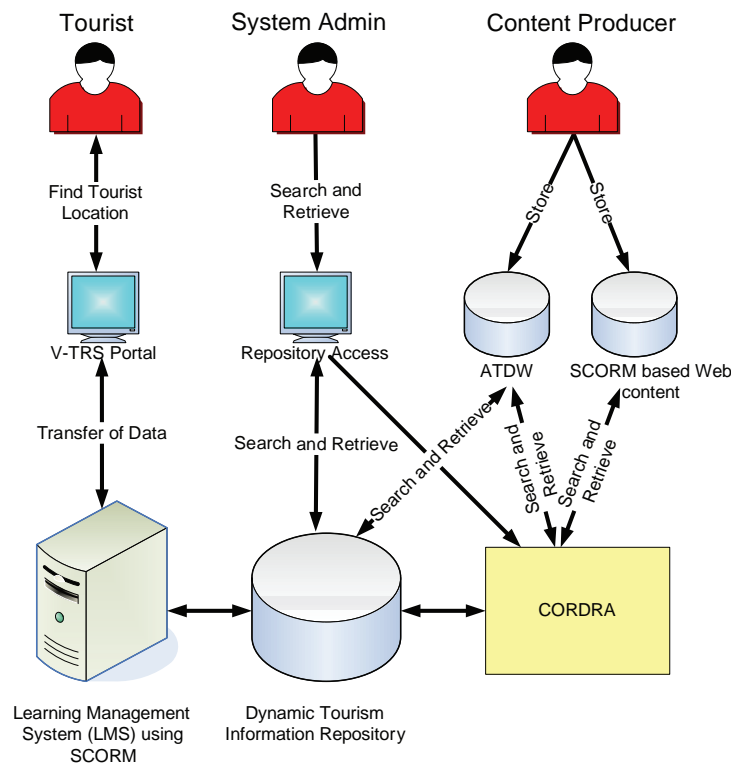 Tourist
System Admin
Content Producer
Find Tourist
Location
Search and
Retrieve
Store
Store
V-TRS Portal
Repository Access
ATDW
SCORM based Web
content
Transfer of Data
Search and Retrieve
Search and Retrieve
Search and
Retrieve
Search and
Retrieve
CORDRA
Learning Management
System (LMS) using
SCORM
Dynamic Tourism
Information Repository